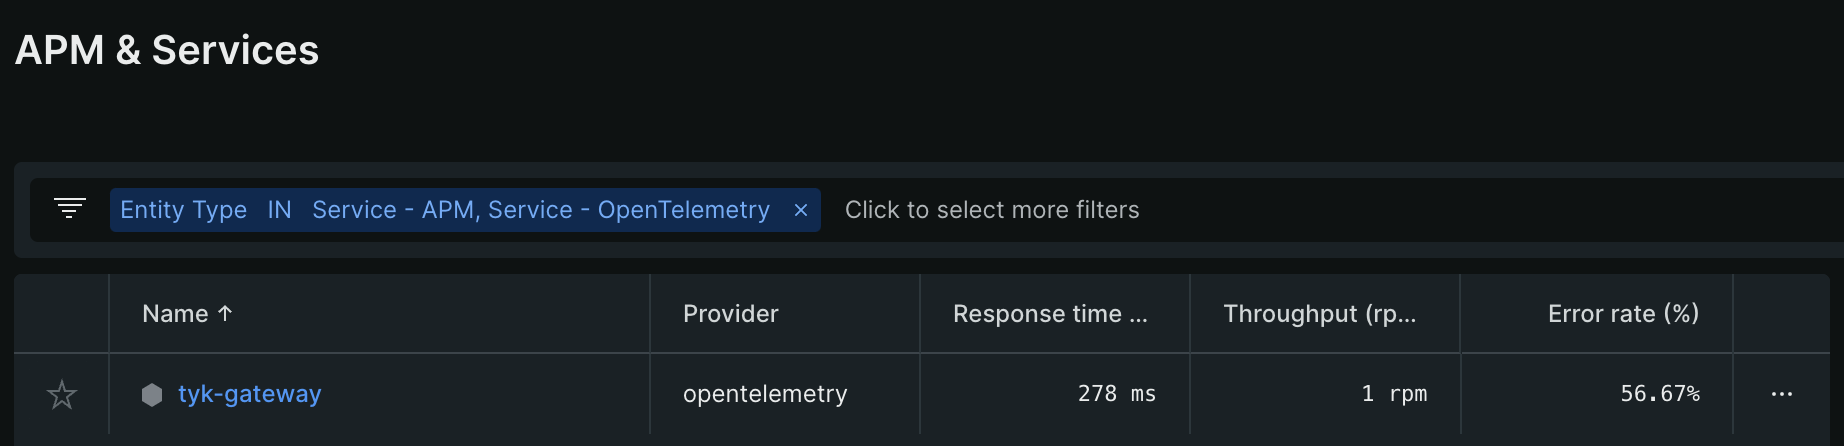 APM & Services
Entity Type IN Service - APM, Service - OpenTelemetry × Click to select more filters
Name ↑ Provider Response time ... Throughput (rp... Error rate (%)
tyk-gateway opentelemetry 278 ms 1 rpm 56.67% ...